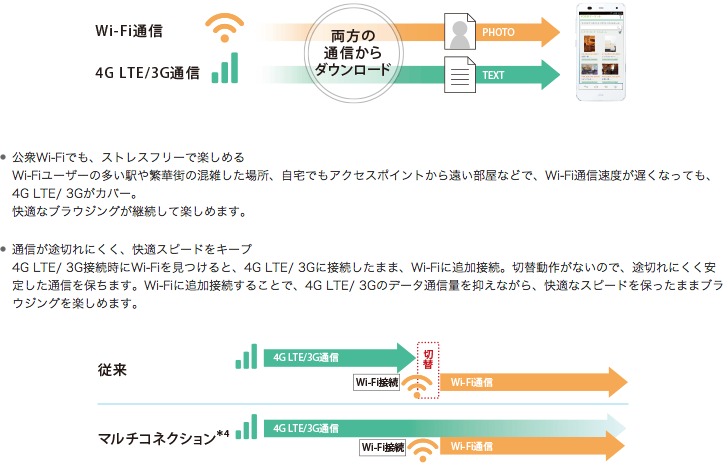 Wi-Fi通信
両方の
通信から
ダウンロード
PHOTO
4G LTE/3G通信
TEXT
● 公衆Wi-Fiでも、ストレスフリーで楽しめる
Wi-Fiユーザーの多い駅や繁華街の混雑した場所、自宅でもアクセスポイントから遠い部屋などで、Wi-Fi通信速度が遅くなっても、
4G LTE/ 3Gがカバー。
快適なブラウジングが継続して楽しめます。
● 通信が途切れにくく、快適スピードをキープ
4G LTE/ 3G接続時にWi-Fiを見つけると、4G LTE/ 3Gに接続したまま、Wi-Fiに追加接続。切替動作がないので、途切れにくく安
定した通信を保ちます。Wi-Fiに追加接続することで、4G LTE/ 3Gのデータ通信量を抑えながら、快適なスピードを保ったままブラ
ウジングを楽しめます。
従来
4G LTE/3G通信
切替
Wi-Fi接続
Wi-Fi通信
マルチコネクション*4
4G LTE/3G通信
Wi-Fi接続
Wi-Fi通信